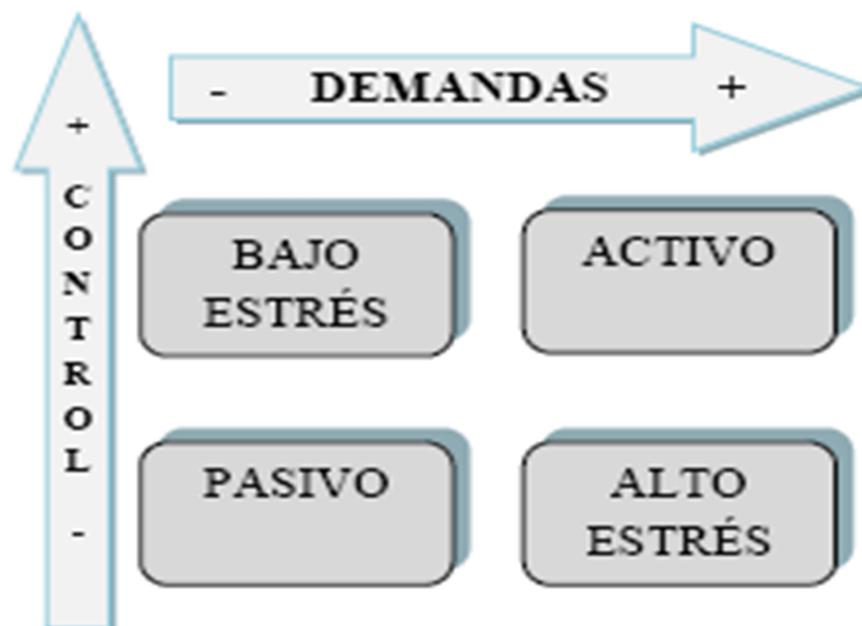 - DEMANDAS +
+
C
O
N
T
R
O
L
-
BAJO
ESTRÉS
ACTIVO
PASIVO
ALTO
ESTRÉS